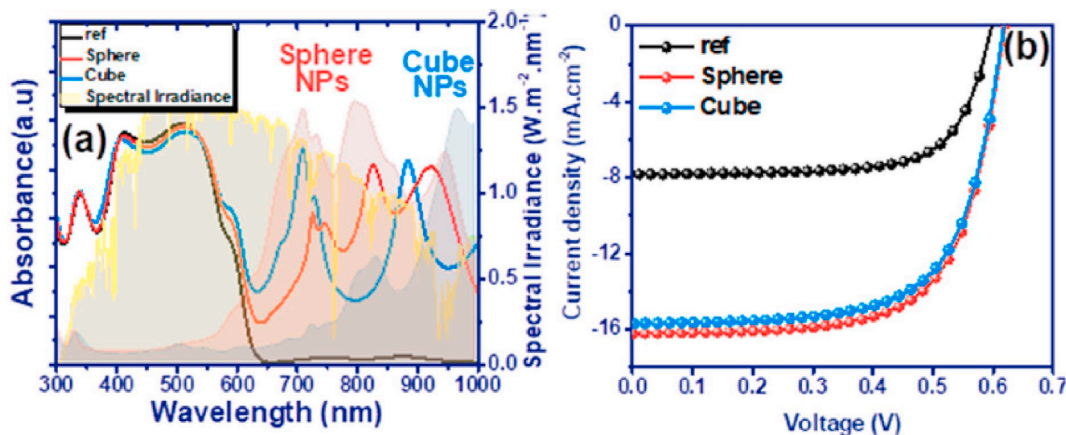 ref
Sphere
Cube
Spectral Irradiance
(a)
Sphere
NPs
Cube
NPs
Absorbance(a.u)
2.0
1.5
1.0
0.5
0.0
Spectral Irradiance (W.m⁻².nm⁻¹)
300 400 500 600 700 800 900 1000
Wavelength (nm)
(b)
ref
Sphere
Cube
0
-4
-8
-12
-16
Current density (mA.cm⁻²)
0.0 0.1 0.2 0.3 0.4 0.5 0.6 0.7
Voltage (V)